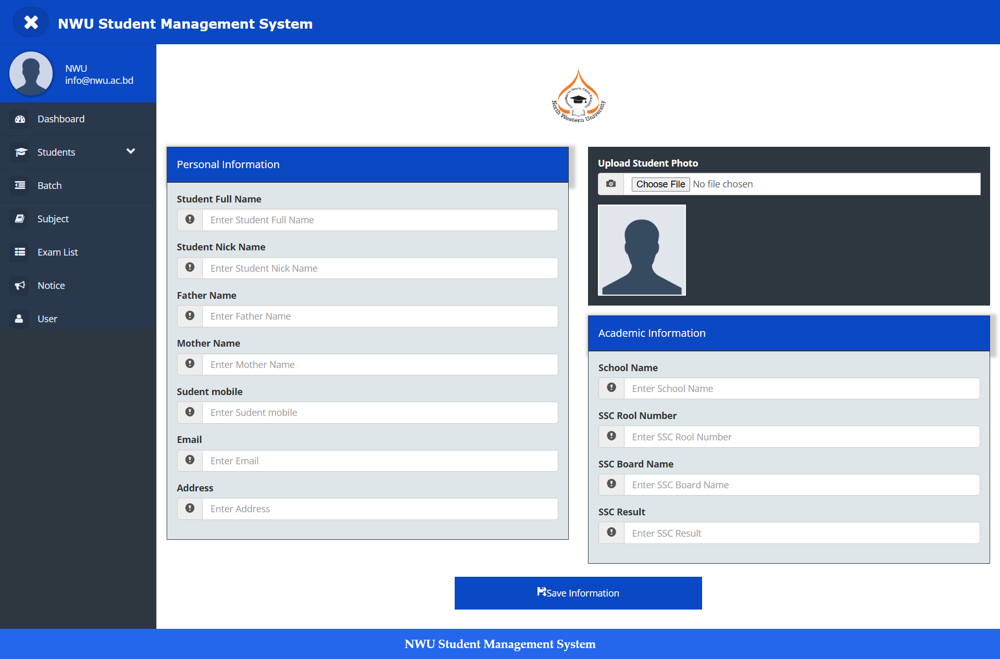 NWU Student Management System
NWU
info@nwu.ac.bd
Dashboard
Students
Batch
Subject
Exam List
Notice
User
Committed to World Class Education
North Western University
Personal Information
Student Full Name
Enter Student Full Name
Student Nick Name
Enter Student Nick Name
Father Name
Enter Father Name
Mother Name
Enter Mother Name
Sudent mobile
Enter Sudent mobile
Email
Enter Email
Address
Enter Address
Upload Student Photo
Choose File No file chosen
Academic Information
School Name
Enter School Name
SSC Rool Number
Enter SSC Rool Number
SSC Board Name
Enter SSC Board Name
SSC Result
Enter SSC Result
Save Information
NWU Student Management System